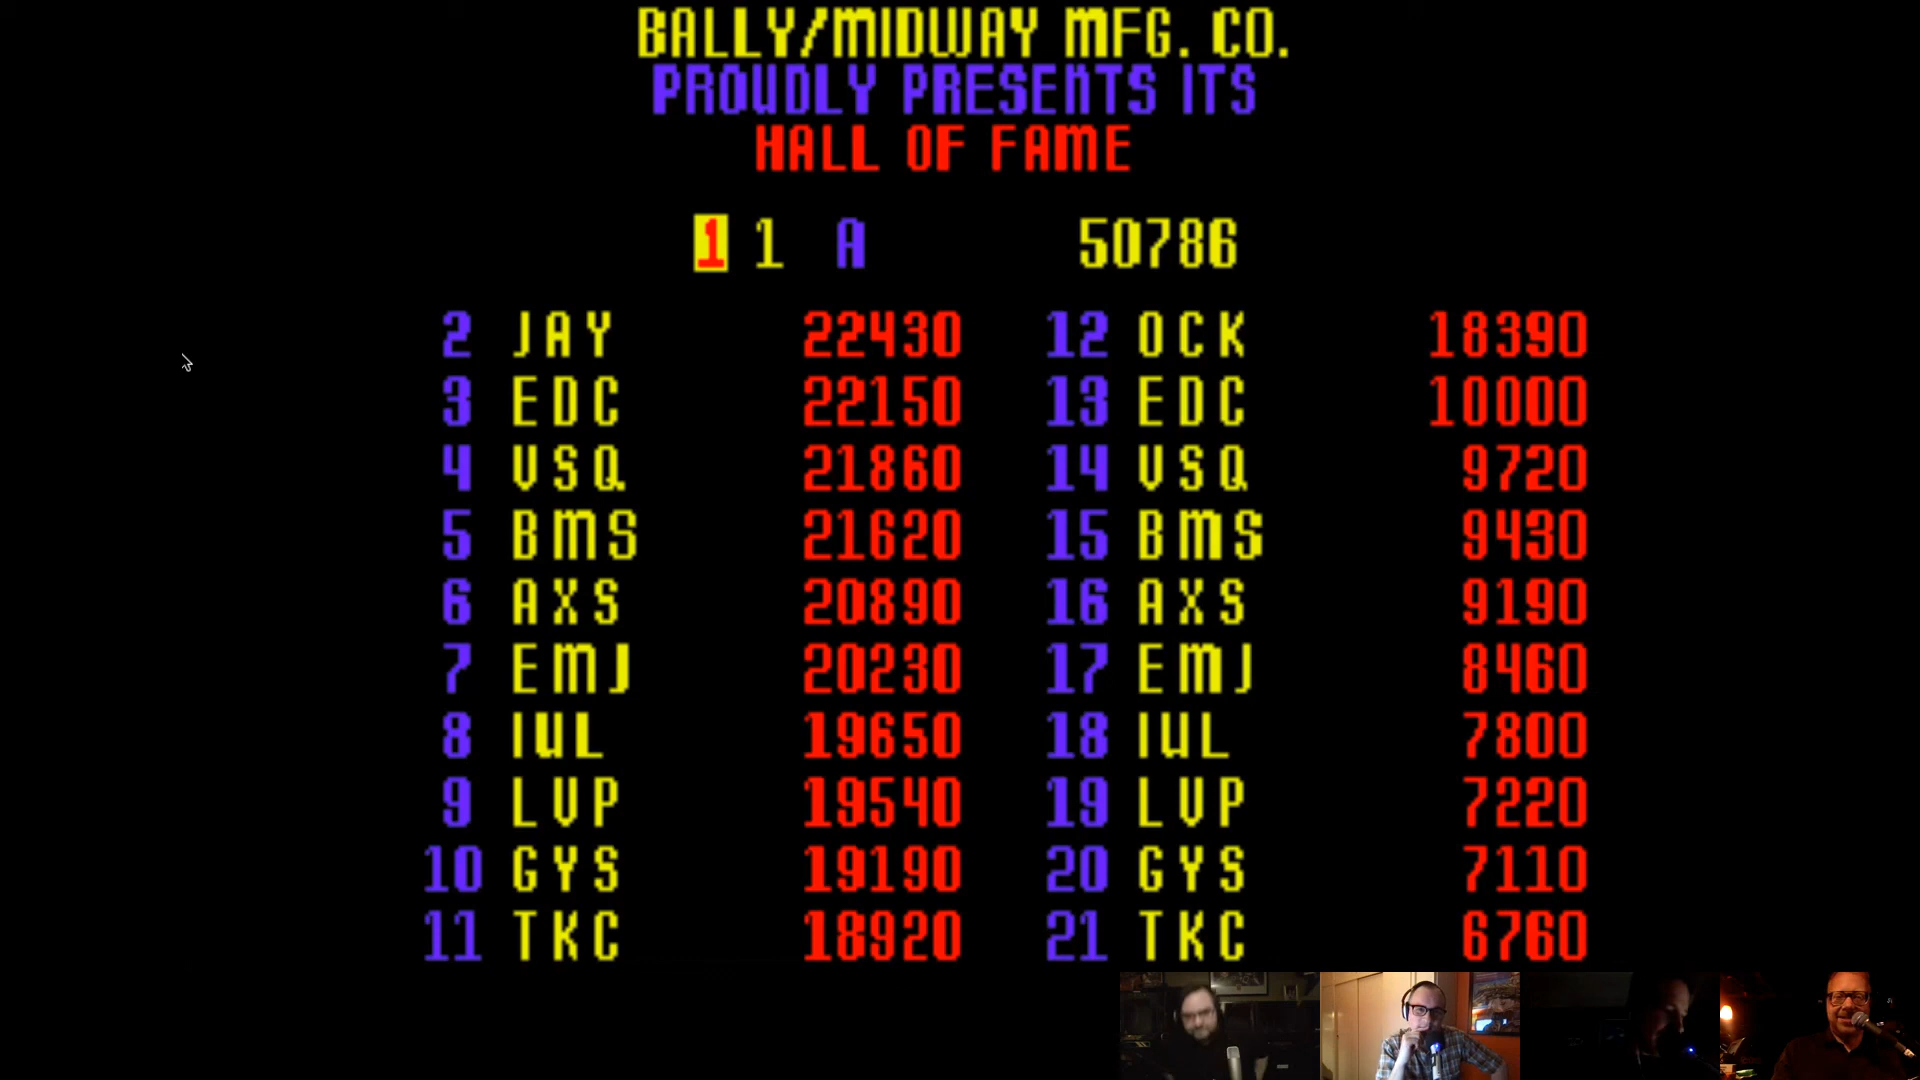 BALLY/MIDWAY MFG. CO.
PROUDLY PRESENTS ITS
HALL OF FAME
1 1 A 50786
2 JAY 22430 12 OCK 18390
3 EDC 22150 13 EDC 10000
4 VSQ 21860 14 VSQ 9720
5 BMS 21620 15 BMS 9430
6 AXS 20890 16 AXS 9190
7 EMJ 20230 17 EMJ 8460
8 IWL 19650 18 IWL 7800
9 LVP 19540 19 LVP 7220
10 GYS 19190 20 GYS 7110
11 TKC 18920 21 TKC 6760